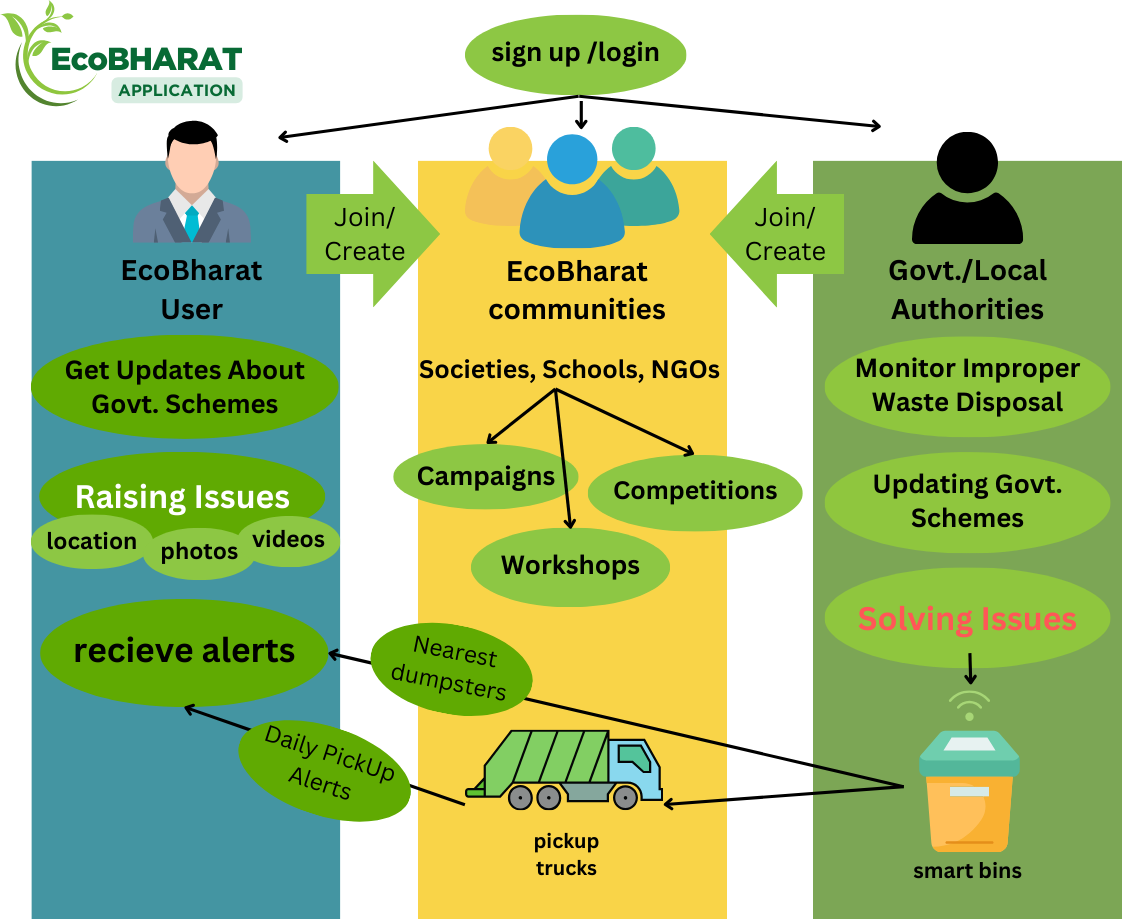 EcoBHARAT
APPLICATION
sign up /login
Join/
Create
Join/
Create
EcoBharat
User
EcoBharat
communities
Govt./Local
Authorities
Get Updates About
Govt. Schemes
Raising Issues
location
photos
videos
recieve alerts
Societies, Schools, NGOs
Campaigns
Competitions
Workshops
Monitor Improper
Waste Disposal
Updating Govt.
Schemes
Solving Issues
Nearest
dumpsters
Daily PickUp
Alerts
pickup
trucks
smart bins